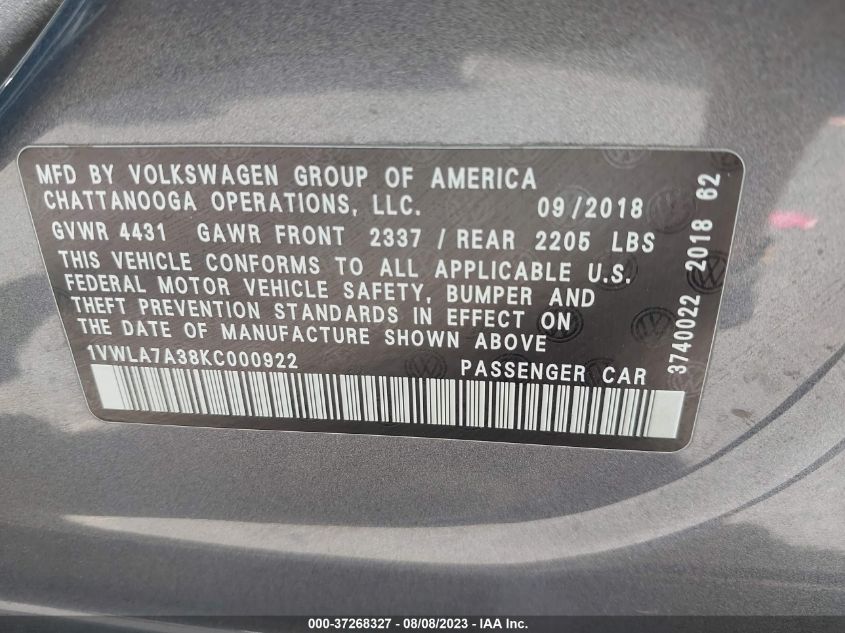 MFD BY VOLKSWAGEN GROUP OF AMERICA
CHATTANOOGA OPERATIONS, LLC. 09/2018
GVWR 4431 GAWR FRONT 2337 / REAR 2205 LBS
THIS VEHICLE CONFORMS TO ALL APPLICABLE U.S.
FEDERAL MOTOR VEHICLE SAFETY, BUMPER AND
THEFT PREVENTION STANDARDS IN EFFECT ON
THE DATE OF MANUFACTURE SHOWN ABOVE
1VWLA7A38KC000922 PASSENGER CAR
3740022 2018 62
000-37268327 - 08/08/2023 - IAA Inc.